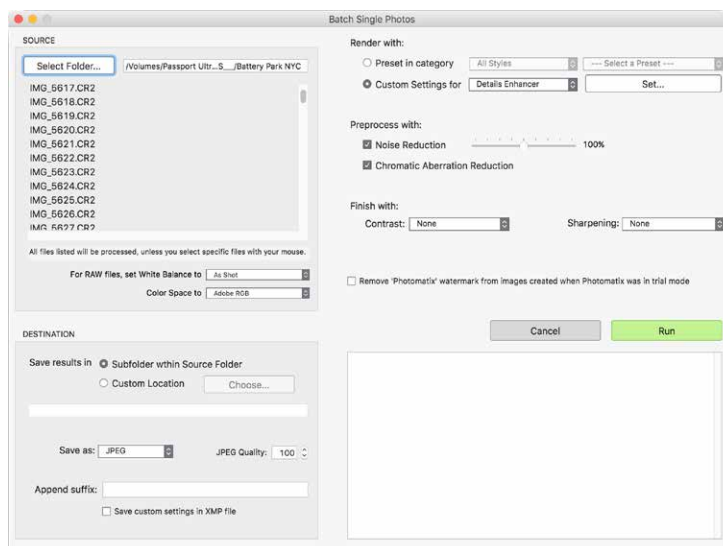 Batch Single Photos
SOURCE
Select Folder...
/Volumes/Passport Ultr...S__/Battery Park NYC
IMG_5617.CR2
IMG_5618.CR2
IMG_5619.CR2
IMG_5620.CR2
IMG_5621.CR2
IMG_5622.CR2
IMG_5623.CR2
IMG_5624.CR2
IMG_5625.CR2
IMG_5626.CR2
IMG_5627.CR2
All files listed will be processed, unless you select specific files with your mouse.
For RAW files, set White Balance to As Shot
Color Space to Adobe RGB
DESTINATION
Save results in Subfolder wthin Source Folder
Custom Location Choose...
Save as: JPEG JPEG Quality: 100
Append suffix:
Save custom settings in XMP file
Render with:
Preset in category All Styles --- Select a Preset ---
Custom Settings for Details Enhancer Set...
Preprocess with:
Noise Reduction 100%
Chromatic Aberration Reduction
Finish with:
Contrast: None Sharpening: None
Remove 'Photomatix' watermark from images created when Photomatix was in trial mode
Cancel Run